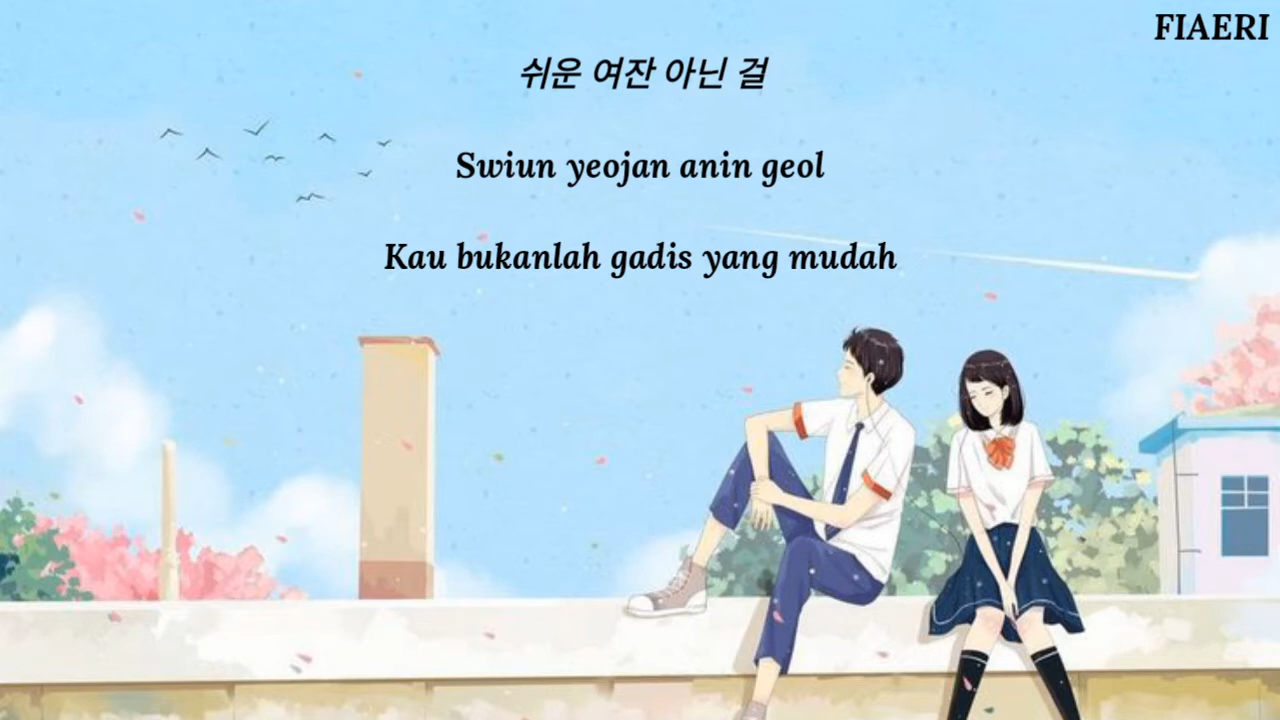 FIAERI
쉬운 여잔 아닌 걸
Swiun yeojan anin geol
Kau bukanlah gadis yang mudah